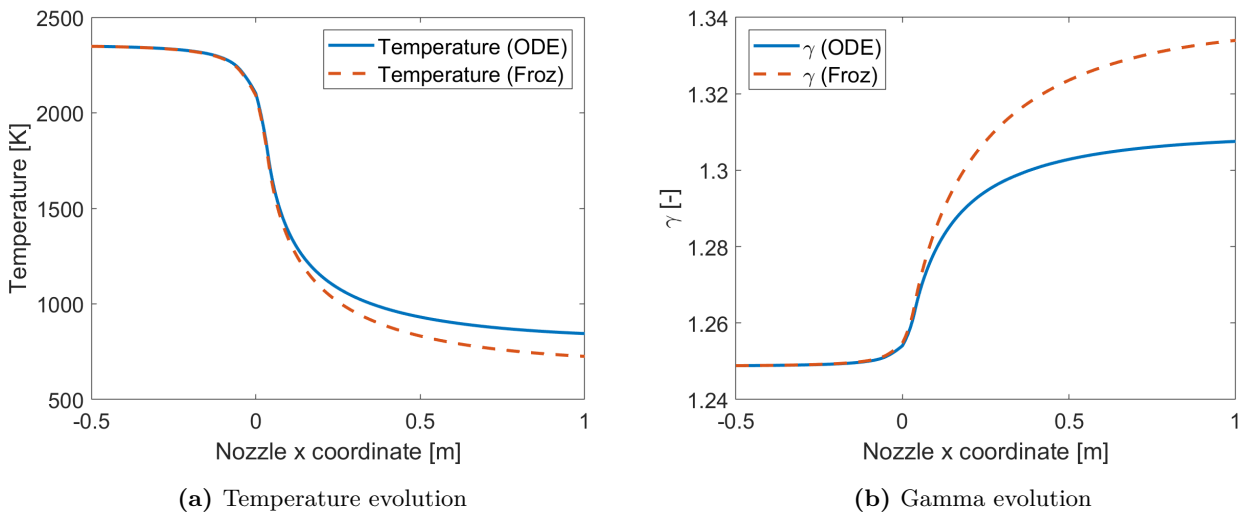 2500
2000
1500
1000
500
-0.5
0
0.5
1
Temperature [K]
Nozzle x coordinate [m]
Temperature (ODE)
Temperature (Froz)
(a) Temperature evolution
1.34
1.32
1.3
1.28
1.26
1.24
-0.5
0
0.5
1
γ [-]
Nozzle x coordinate [m]
γ (ODE)
γ (Froz)
(b) Gamma evolution